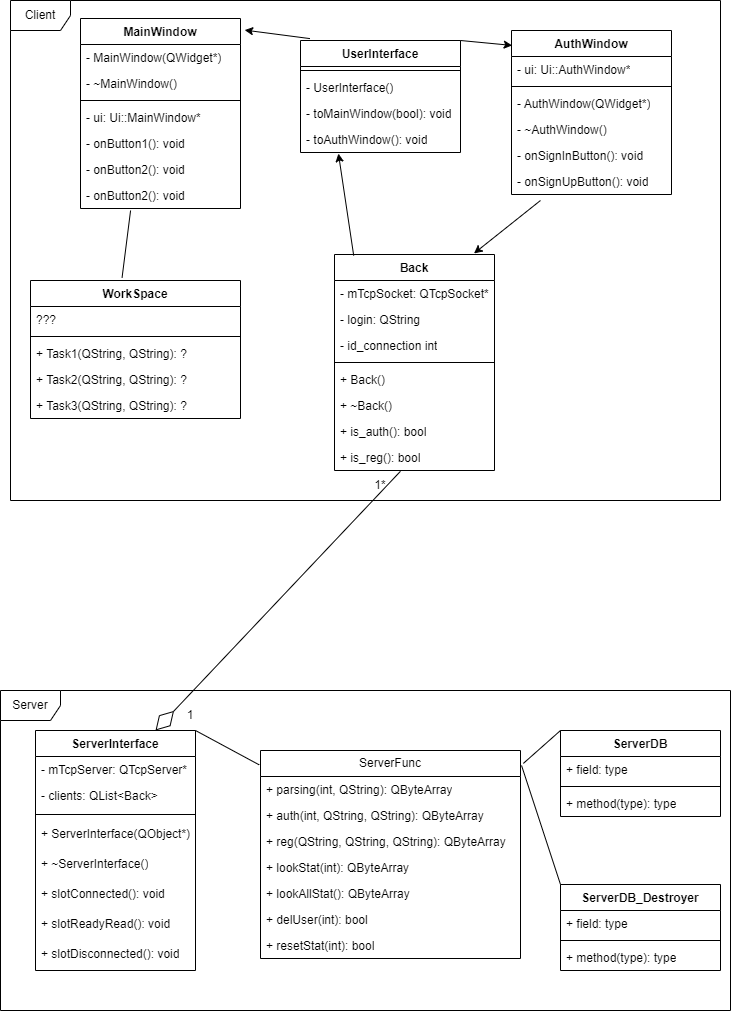 Client
MainWindow
- MainWindow(QWidget*)
- ~MainWindow()
- ui: Ui::MainWindow*
- onButton1(): void
- onButton2(): void
- onButton2(): void
UserInterface
- UserInterface()
- toMainWindow(bool): void
- toAuthWindow(): void
AuthWindow
- ui: Ui::AuthWindow*
- AuthWindow(QWidget*)
- ~AuthWindow()
- onSignInButton(): void
- onSignUpButton(): void
WorkSpace
???
+ Task1(QString, QString): ?
+ Task2(QString, QString): ?
+ Task3(QString, QString): ?
Back
- mTcpSocket: QTcpSocket*
- login: QString
- id_connection int
+ Back()
+ ~Back()
+ is_auth(): bool
+ is_reg(): bool
1*
Server
1
ServerInterface
- mTcpServer: QTcpServer*
- clients: QList<Back>
+ ServerInterface(QObject*)
+ ~ServerInterface()
+ slotConnected(): void
+ slotReadyRead(): void
+ slotDisconnected(): void
ServerFunc
+ parsing(int, QString): QByteArray
+ auth(int, QString, QString): QByteArray
+ reg(QString, QString, QString): QByteArray
+ lookStat(int): QByteArray
+ lookAllStat(): QByteArray
+ delUser(int): bool
+ resetStat(int): bool
ServerDB
+ field: type
+ method(type): type
ServerDB_Destroyer
+ field: type
+ method(type): type